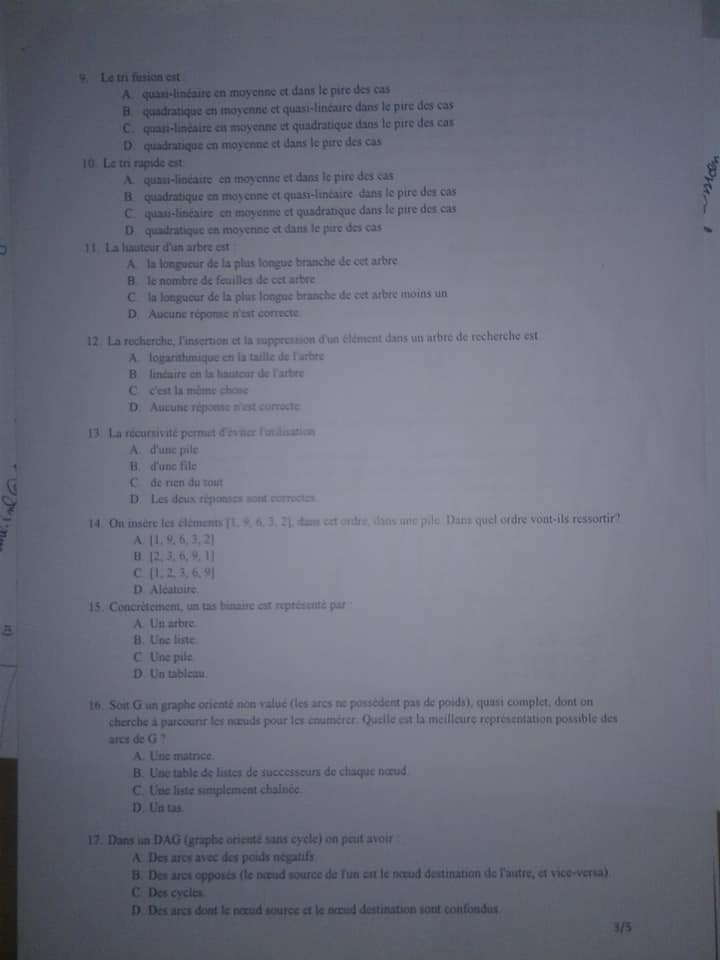 9. Le tri fusion est :
A. quasi-linéaire en moyenne et dans le pire des cas
B. quadratique en moyenne et quasi-linéaire dans le pire des cas
C. quasi-linéaire en moyenne et quadratique dans le pire des cas
D. quadratique en moyenne et dans le pire des cas
10. Le tri rapide est:
A. quasi-linéaire en moyenne et dans le pire des cas
B. quadratique en moyenne et quasi-linéaire dans le pire des cas
C. quasi-linéaire en moyenne et quadratique dans le pire des cas
D. quadratique en moyenne et dans le pire des cas
11. La hauteur d'un arbre est :
A. la longueur de la plus longue branche de cet arbre
B. le nombre de feuilles de cet arbre
C. la longueur de la plus longue branche de cet arbre moins un
D. Aucune réponse n'est correcte.
12. La recherche, l'insertion et la suppression d'un élément dans un arbre de recherche est
A. logarithmique en la taille de l'arbre
B. linéaire en la hauteur de l'arbre
C. c'est la même chose
D. Aucune réponse n'est correcte
13. La récursivité permet d'éviter l'utilisation
A. d'une pile
B. d'une file
C. de rien du tout
D. Les deux réponses sont correctes.
14. On insère les éléments [1, 9, 6, 3, 2], dans cet ordre, dans une pile. Dans quel ordre vont-ils ressortir?
A. [1, 9, 6, 3, 2]
B. [2, 3, 6, 9, 1]
C. [1, 2, 3, 6, 9]
D. Aléatoire.
15. Concrètement, un tas binaire est représenté par :
A. Un arbre.
B. Une liste.
C. Une pile.
D. Un tableau.
16. Soit G un graphe orienté non valué (les arcs ne possèdent pas de poids), quasi complet, dont on
cherche à parcourir les nœuds pour les énumérer. Quelle est la meilleure représentation possible des
arcs de G ?
A. Une matrice.
B. Une table de listes de successeurs de chaque nœud.
C. Une liste simplement chaînée.
D. Un tas.
17. Dans un DAG (graphe orienté sans cycle) on peut avoir :
A. Des arcs avec des poids négatifs.
B. Des arcs opposés (le nœud source de l'un est le nœud destination de l'autre, et vice-versa)
C. Des cycles.
D. Des arcs dont le nœud source et le nœud destination sont confondus.
3/5